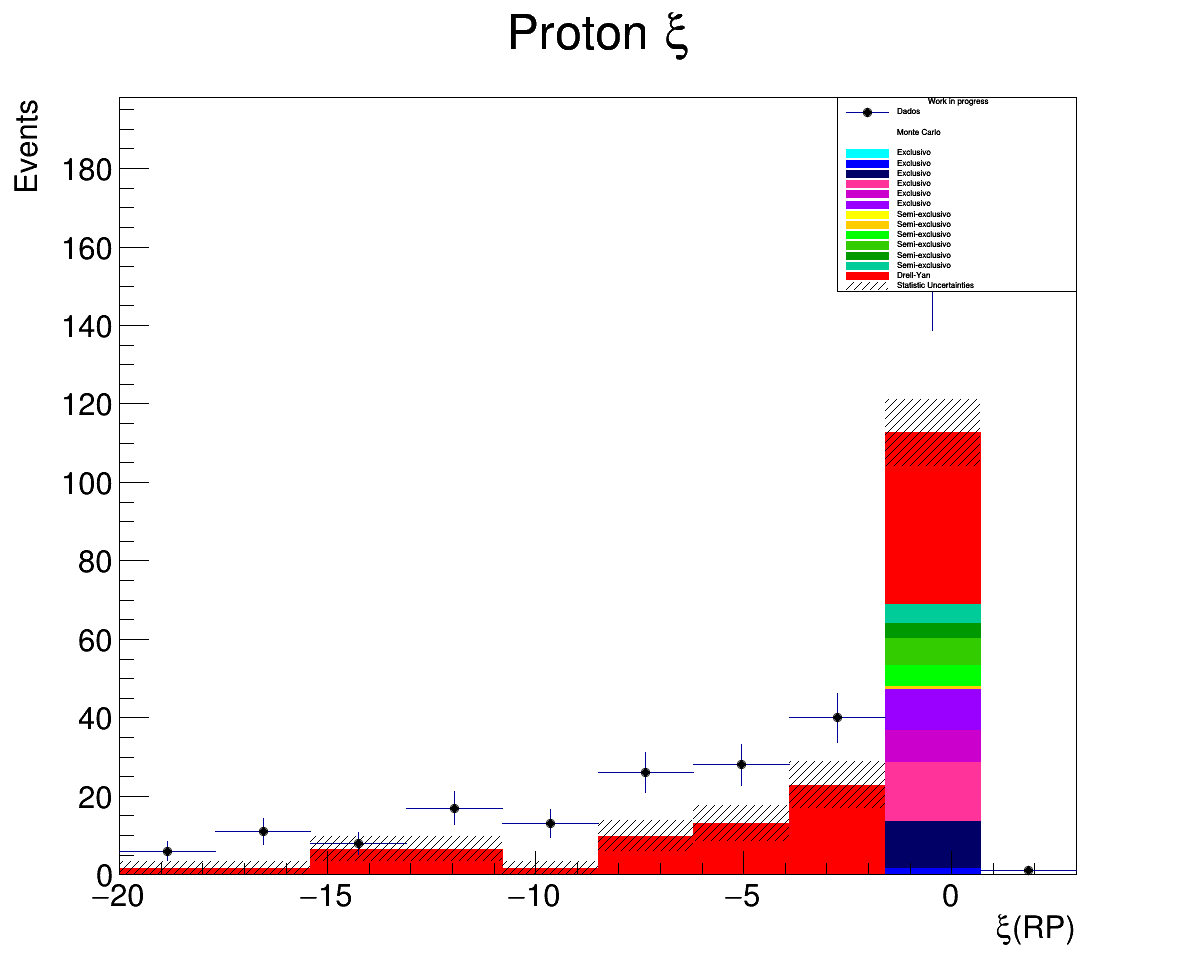 Proton ξ
Events
Work in progress
Dados
Monte Carlo
Exclusivo
Exclusivo
Exclusivo
Exclusivo
Exclusivo
Exclusivo
Semi-exclusivo
Semi-exclusivo
Semi-exclusivo
Semi-exclusivo
Semi-exclusivo
Semi-exclusivo
Drell-Yan
Statistic Uncertainties
180
160
140
120
100
80
60
40
20
0
−20 −15 −10 −5 0
ξ(RP)